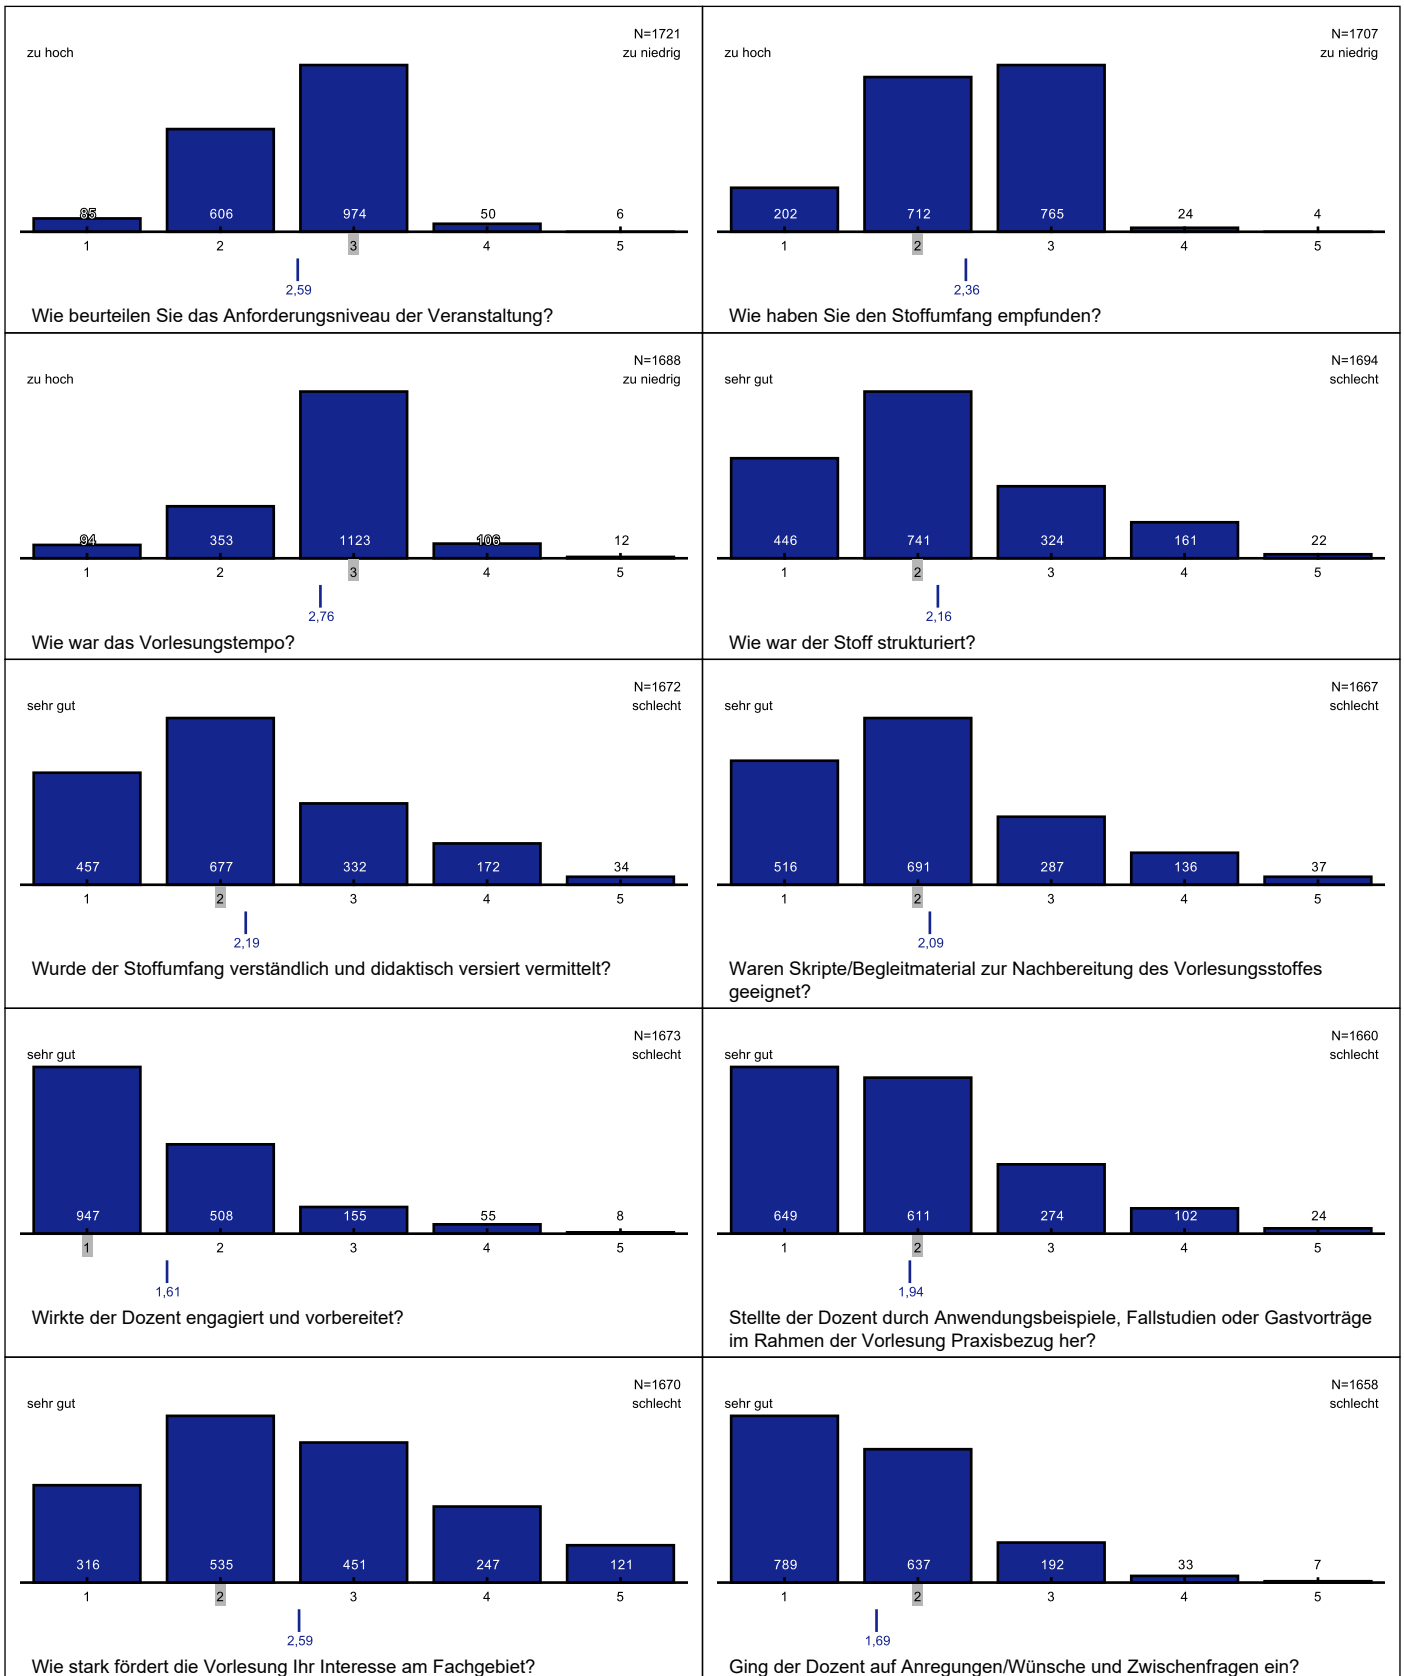 N=1721
zu hoch zu niedrig
85 606 974 50 6
1 2 3 4 5
2,59
Wie beurteilen Sie das Anforderungsniveau der Veranstaltung?
N=1707
zu hoch zu niedrig
202 712 765 24 4
1 2 3 4 5
2,36
Wie haben Sie den Stoffumfang empfunden?
N=1688
zu hoch zu niedrig
94 353 1123 106 12
1 2 3 4 5
2,76
Wie war das Vorlesungstempo?
N=1694
sehr gut schlecht
446 741 324 161 22
1 2 3 4 5
2,16
Wie war der Stoff strukturiert?
N=1672
sehr gut schlecht
457 677 332 172 34
1 2 3 4 5
2,19
Wurde der Stoffumfang verständlich und didaktisch versiert vermittelt?
N=1667
sehr gut schlecht
516 691 287 136 37
1 2 3 4 5
2,09
Waren Skripte/Begleitmaterial zur Nachbereitung des Vorlesungsstoffes
geeignet?
N=1673
sehr gut schlecht
947 508 155 55 8
1 2 3 4 5
1,61
Wirkte der Dozent engagiert und vorbereitet?
N=1660
sehr gut schlecht
649 611 274 102 24
1 2 3 4 5
1,94
Stellte der Dozent durch Anwendungsbeispiele, Fallstudien oder Gastvorträge
im Rahmen der Vorlesung Praxisbezug her?
N=1670
sehr gut schlecht
316 535 451 247 121
1 2 3 4 5
2,59
Wie stark fördert die Vorlesung Ihr Interesse am Fachgebiet?
N=1658
sehr gut schlecht
789 637 192 33 7
1 2 3 4 5
1,69
Ging der Dozent auf Anregungen/Wünsche und Zwischenfragen ein?